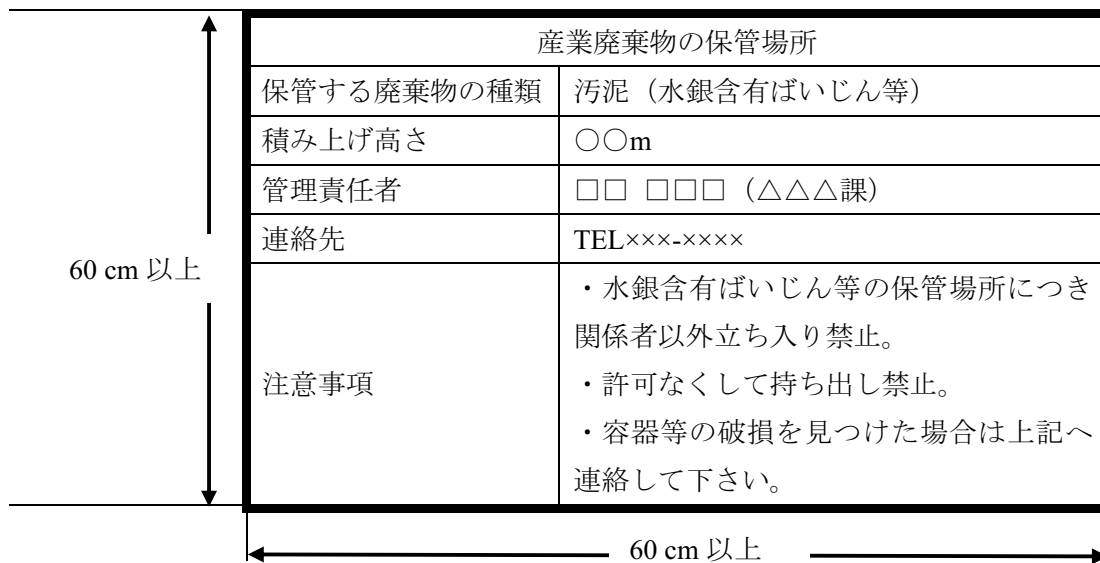 産業廃棄物の保管場所
保管する廃棄物の種類 汚泥（水銀含有ばいじん等）
積み上げ高さ 〇〇m
管理責任者 □□ □□□（△△△課）
連絡先 TEL×××-××××
60 cm 以上
注意事項
・水銀含有ばいじん等の保管場所につき
関係者以外立ち入り禁止。
・許可なくして持ち出し禁止。
・容器等の破損を見つけた場合は上記へ
連絡して下さい。
60 cm 以上